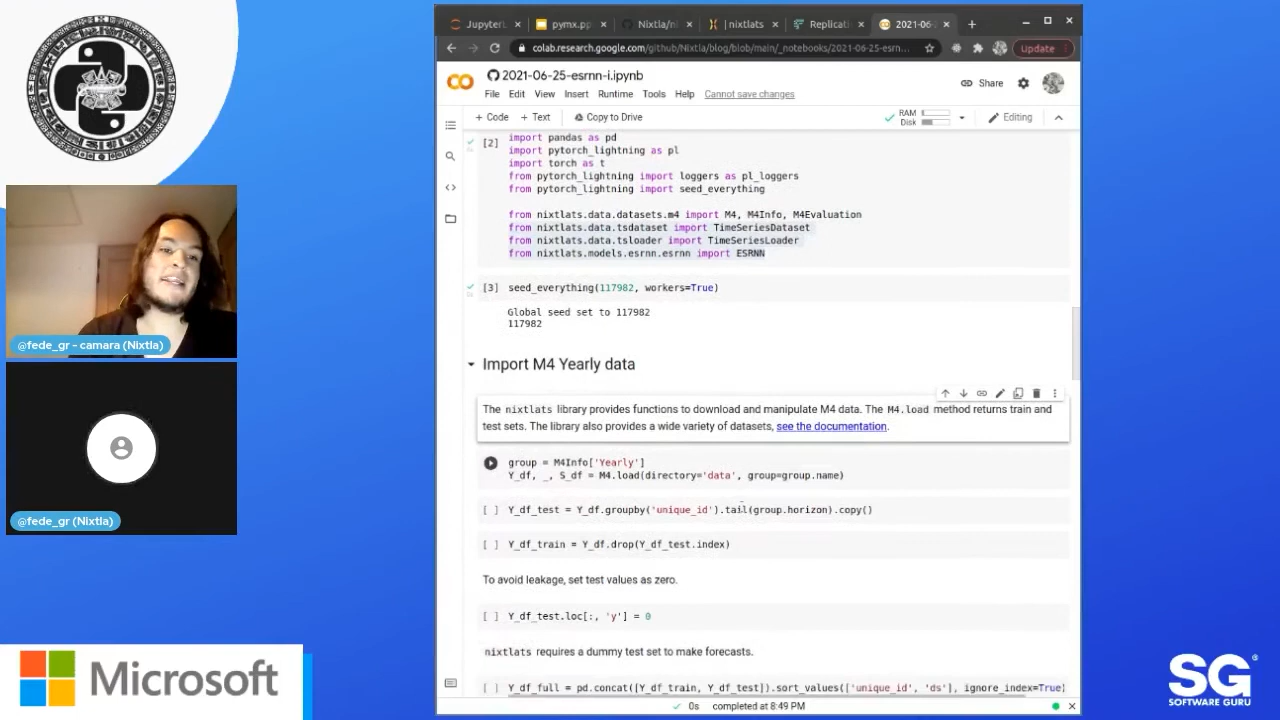 JupyterL
pymx.pp
Nixtla/ni
| nixtlats
Replicati
2021-06-
colab.research.google.com/github/Nixtla/blog/blob/main/_notebooks/2021-06-25-esrn...
Update
2021-06-25-esrnn-i.ipynb
Share
File Edit View Insert Runtime Tools Help Cannot save changes
+ Code + Text Copy to Drive
RAM
Disk
Editing
[2]
import pandas as pd
import pytorch_lightning as pl
import torch as t
from pytorch_lightning import loggers as pl_loggers
from pytorch_lightning import seed_everything
from nixtlats.data.datasets.m4 import M4, M4Info, M4Evaluation
from nixtlats.data.tsdataset import TimeSeriesDataset
from nixtlats.data.tsloader import TimeSeriesLoader
from nixtlats.models.esrnn.esrnn import ESRNN
[3] seed_everything(117982, workers=True)
Global seed set to 117982
117982
Import M4 Yearly data
The nixtlats library provides functions to download and manipulate M4 data. The M4.load method returns train and
test sets. The library also provides a wide variety of datasets, see the documentation.
group = M4Info['Yearly']
Y_df, _, S_df = M4.load(directory='data', group=group.name)
[ ] Y_df_test = Y_df.groupby('unique_id').tail(group.horizon).copy()
[ ] Y_df_train = Y_df.drop(Y_df_test.index)
To avoid leakage, set test values as zero.
[ ] Y_df_test.loc[:, 'y'] = 0
nixtlats requires a dummy test set to make forecasts.
[ ] Y_df_full = pd.concat([Y_df_train, Y_df_test]).sort_values(['unique_id', 'ds'], ignore_index=True)
0s completed at 8:49 PM
@fede_gr - camara (Nixtla)
@fede_gr (Nixtla)
Microsoft
SG
SOFTWARE GURU